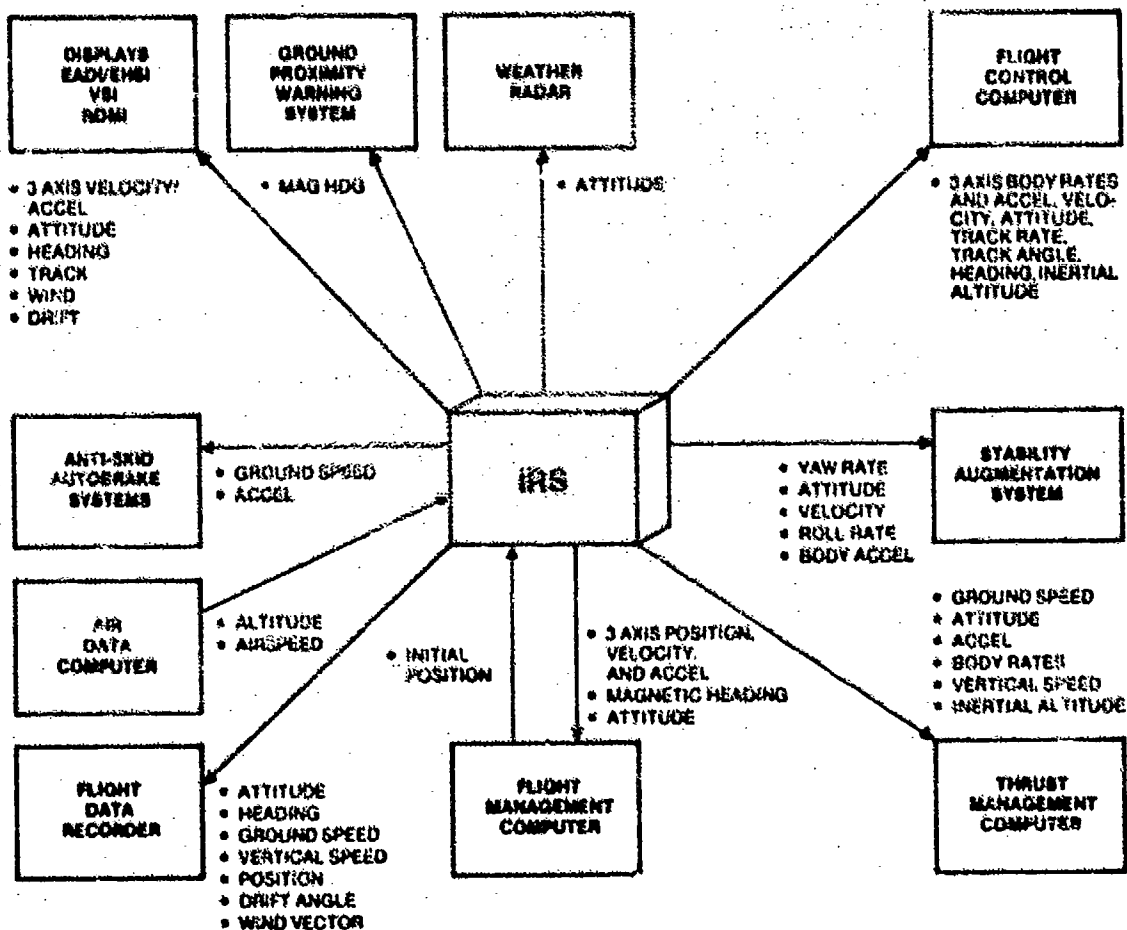 DISPLAYS
EADI/EHSI
VSI
RDMI
GROUND
PROXIMITY
WARNING
SYSTEM
WEATHER
RADAR
FLIGHT
CONTROL
COMPUTER
• 3 AXIS VELOCITY/
ACCEL
• ATTITUDE
• HEADING
• TRACK
• WIND
• DRIFT
• MAG HDG
• ATTITUDE
• 3 AXIS BODY RATES
AND ACCEL, VELO-
CITY, ATTITUDE,
TRACK RATE,
TRACK ANGLE,
HEADING, INERTIAL
ALTITUDE
ANTI-SKID
AUTOBRAKE
SYSTEMS
• GROUND SPEED
• ACCEL
IRS
• YAW RATE
• ATTITUDE
• VELOCITY
• ROLL RATE
• BODY ACCEL
STABILITY
AUGMENTATION
SYSTEM
AIR
DATA
COMPUTER
• ALTITUDE
• AIRSPEED
• INITIAL
POSITION
• 3 AXIS POSITION,
VELOCITY,
AND ACCEL
• MAGNETIC HEADING
• ATTITUDE
• GROUND SPEED
• ATTITUDE
• ACCEL
• BODY RATES
• VERTICAL SPEED
• INERTIAL ALTITUDE
FLIGHT
DATA
RECORDER
• ATTITUDE
• HEADING
• GROUND SPEED
• VERTICAL SPEED
• POSITION
• DRIFT ANGLE
• WIND VECTOR
FLIGHT
MANAGEMENT
COMPUTER
THRUST
MANAGEMENT
COMPUTER